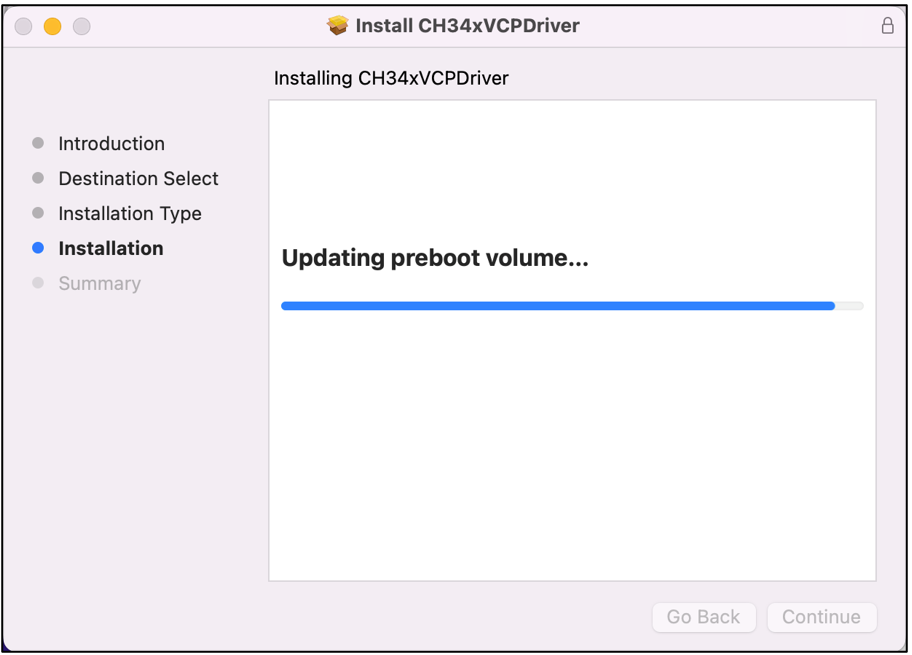 Install CH34xVCPDriver
Installing CH34xVCPDriver
Introduction
Destination Select
Installation Type
Installation
Summary
Updating preboot volume...
Go Back
Continue